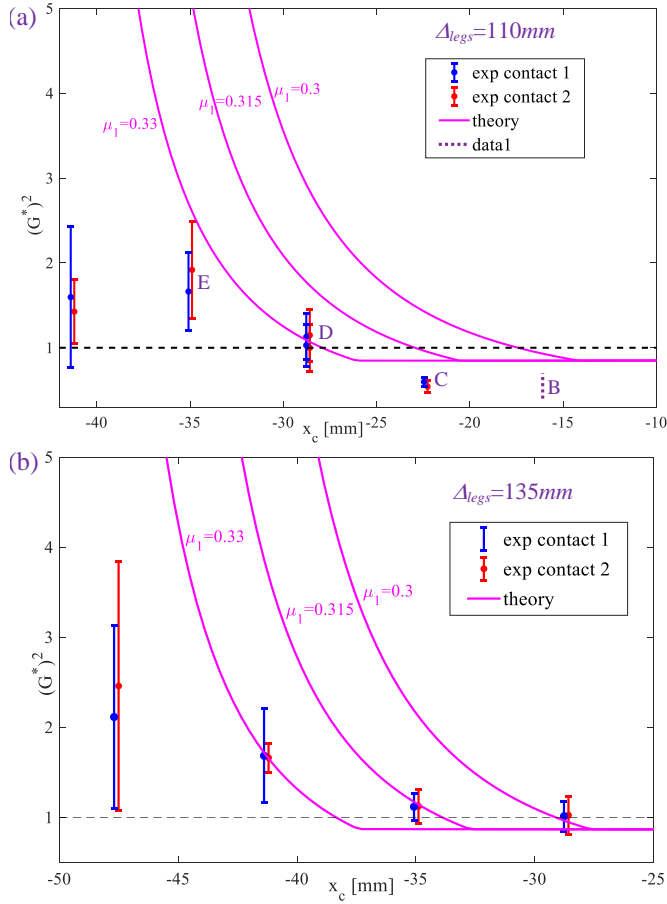 (a)
Δlegs=110mm
5
4
3
2
1
(G*)²
μ₁=0.33
μ₁=0.315
μ₁=0.3
exp contact 1
exp contact 2
theory
data1
E
D
C
B
-40 -35 -30 -25 -20 -15 -10
x_c [mm]
(b)
Δlegs=135mm
5
4
3
2
1
0
(G*)²
μ₁=0.33
μ₁=0.315
μ₁=0.3
exp contact 1
exp contact 2
theory
-50 -45 -40 -35 -30 -25
x_c [mm]